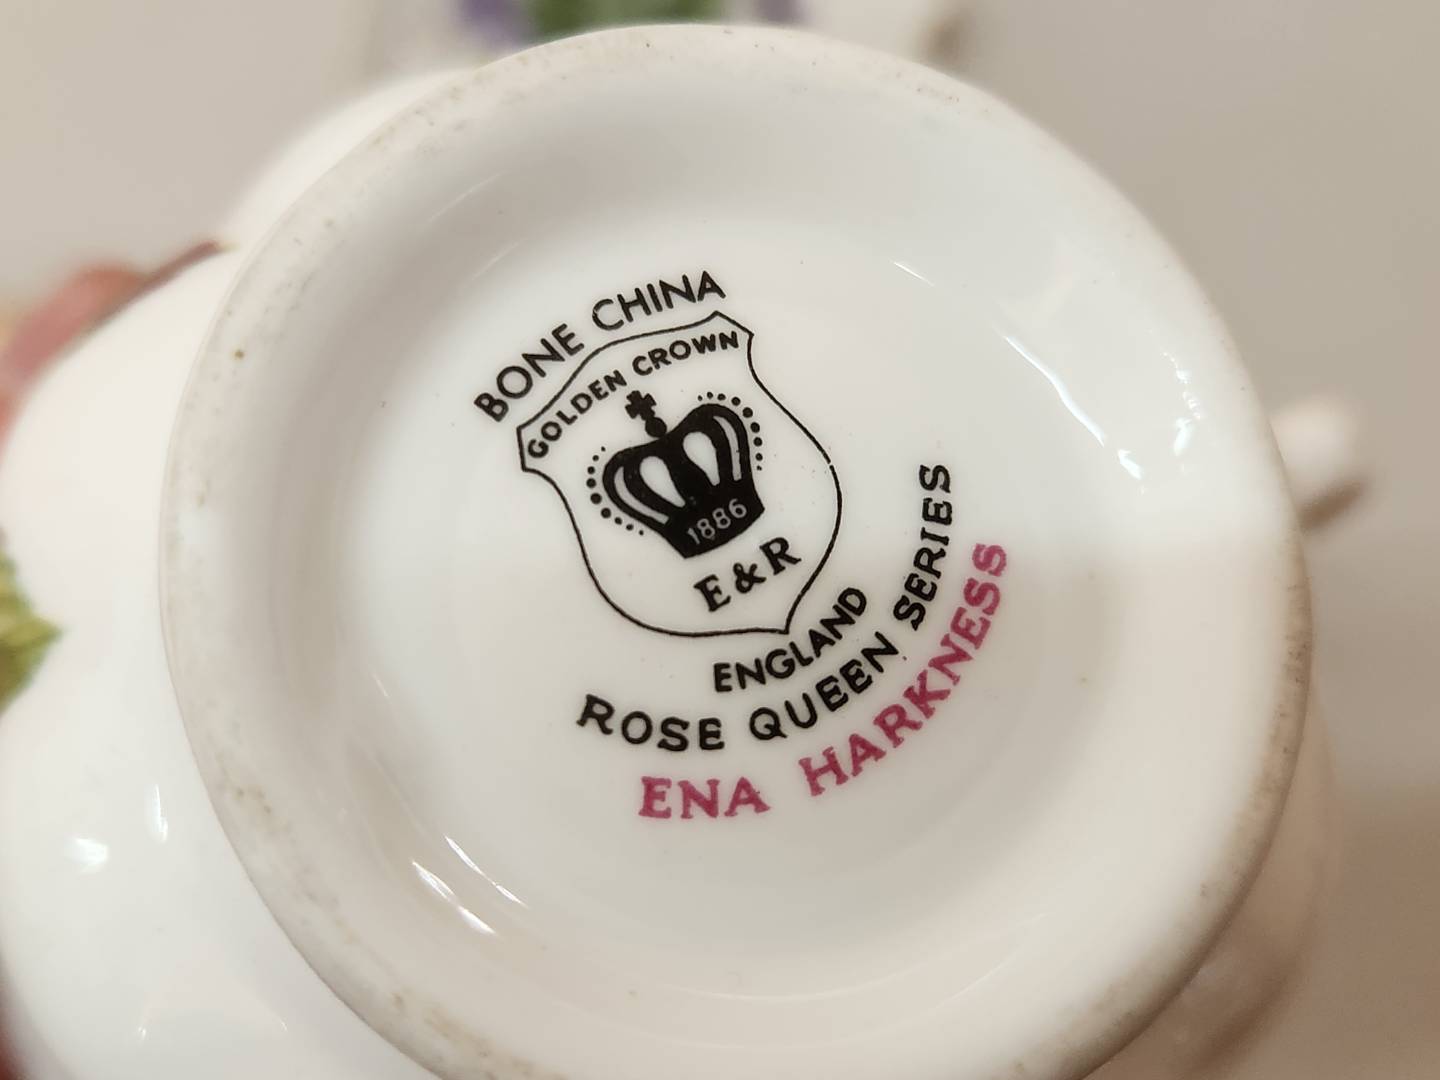 BONE CHINA
GOLDEN CROWN
1886
E & R
ENGLAND
ROSE QUEEN SERIES
ENA HARKNESS